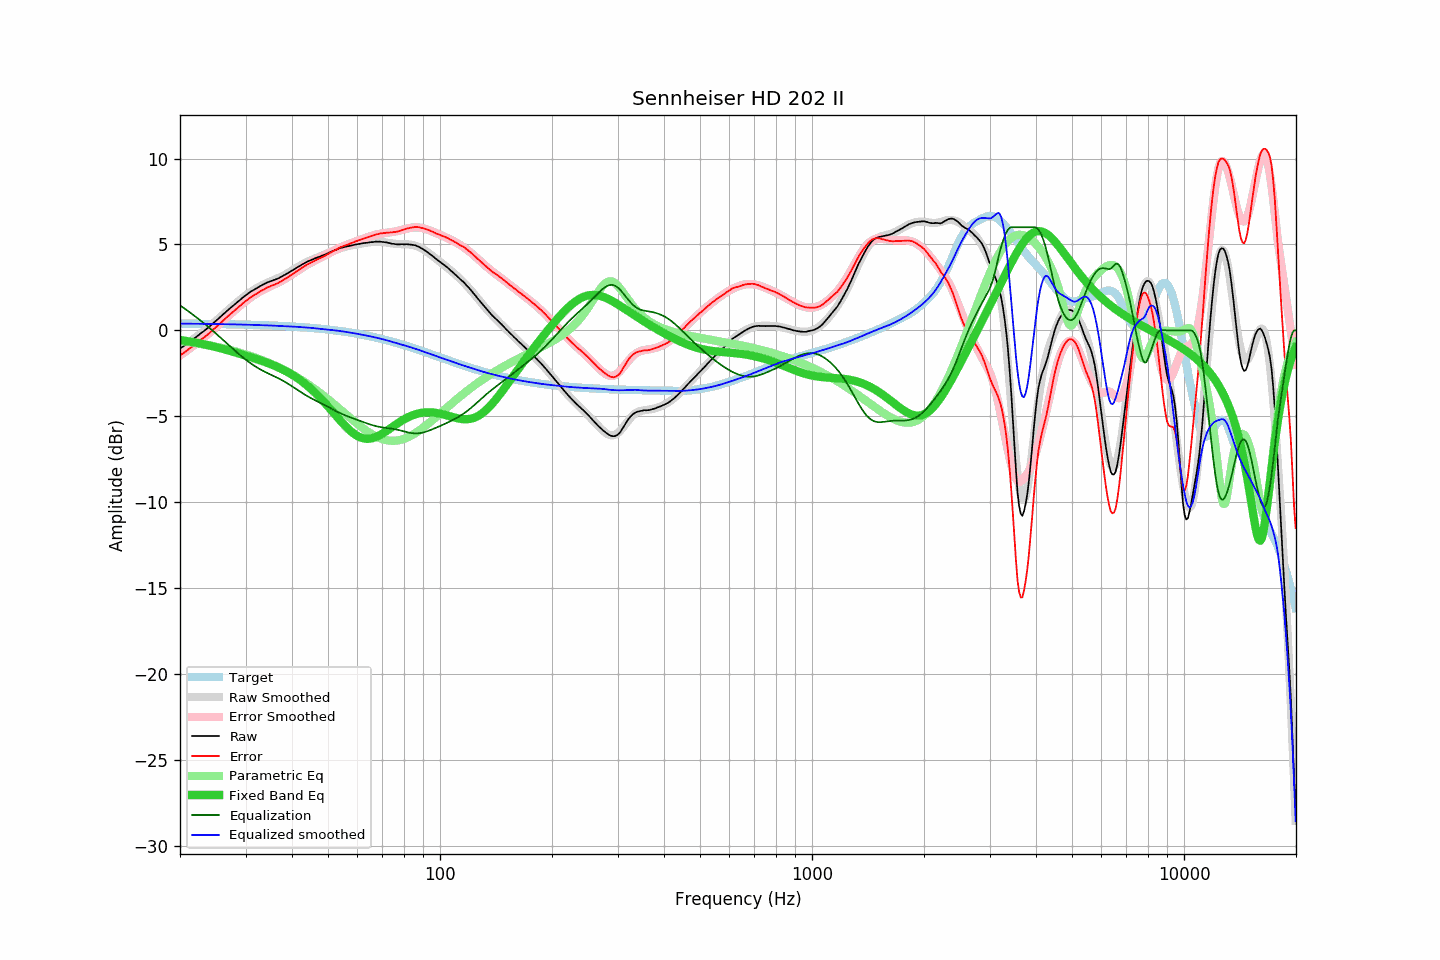 Sennheiser HD 202 II
10
5
0
−5
−10
−15
−20
−25
−30
Amplitude (dBr)
Target
Raw Smoothed
Error Smoothed
Raw
Error
Parametric Eq
Fixed Band Eq
Equalization
Equalized smoothed
100
1000
10000
Frequency (Hz)